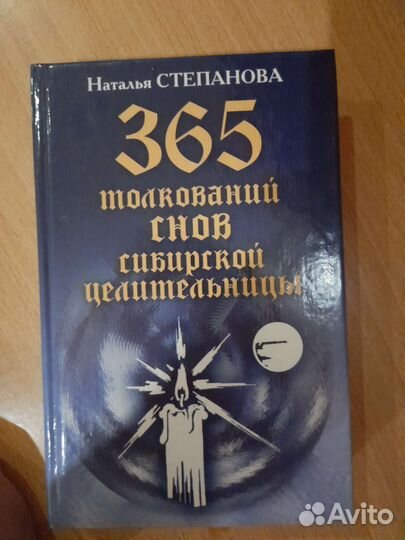 Наталья СТЕПАНОВА
365
толкований
снов
сибирской
целительницы
Avito